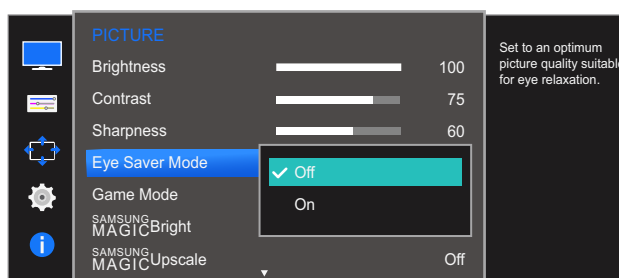 PICTURE
Brightness 100
Contrast 75
Sharpness 60
Eye Saver Mode
Off
Game Mode
On
SAMSUNG
MAGIC Bright
SAMSUNG
MAGIC Upscale Off
Set to an optimum
picture quality suitable
for eye relaxation.
i